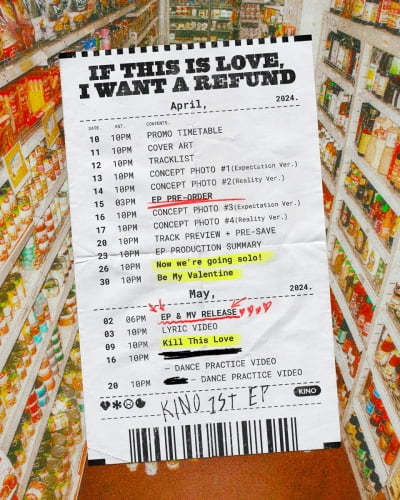 IF THIS IS LOVE,
I WANT A REFUND
April, 2024.
DATE. KST. CONTENTS.
10 10PM PROMO TIMETABLE
11 10PM COVER ART
12 10PM TRACKLIST
13 10PM CONCEPT PHOTO #1(Expectation Ver.)
14 10PM CONCEPT PHOTO #2(Reality Ver.)
15 03PM EP PRE-ORDER
16 10PM CONCEPT PHOTO #3(Expectation Ver.)
17 10PM CONCEPT PHOTO #4(Reality Ver.)
20 10PM TRACK PREVIEW + PRE-SAVE
23 10PM EP PRODUCTION SUMMARY
26 10PM Now we're going solo!
30 10PM Be My Valentine
May, 2024.
02 06PM EP & MV RELEASE
03 10PM LYRIC VIDEO
09 10PM Kill This Love
16 10PM
– DANCE PRACTICE VIDEO
20 10PM – DANCE PRACTICE VIDEO
KINO 1ST EP
KINO